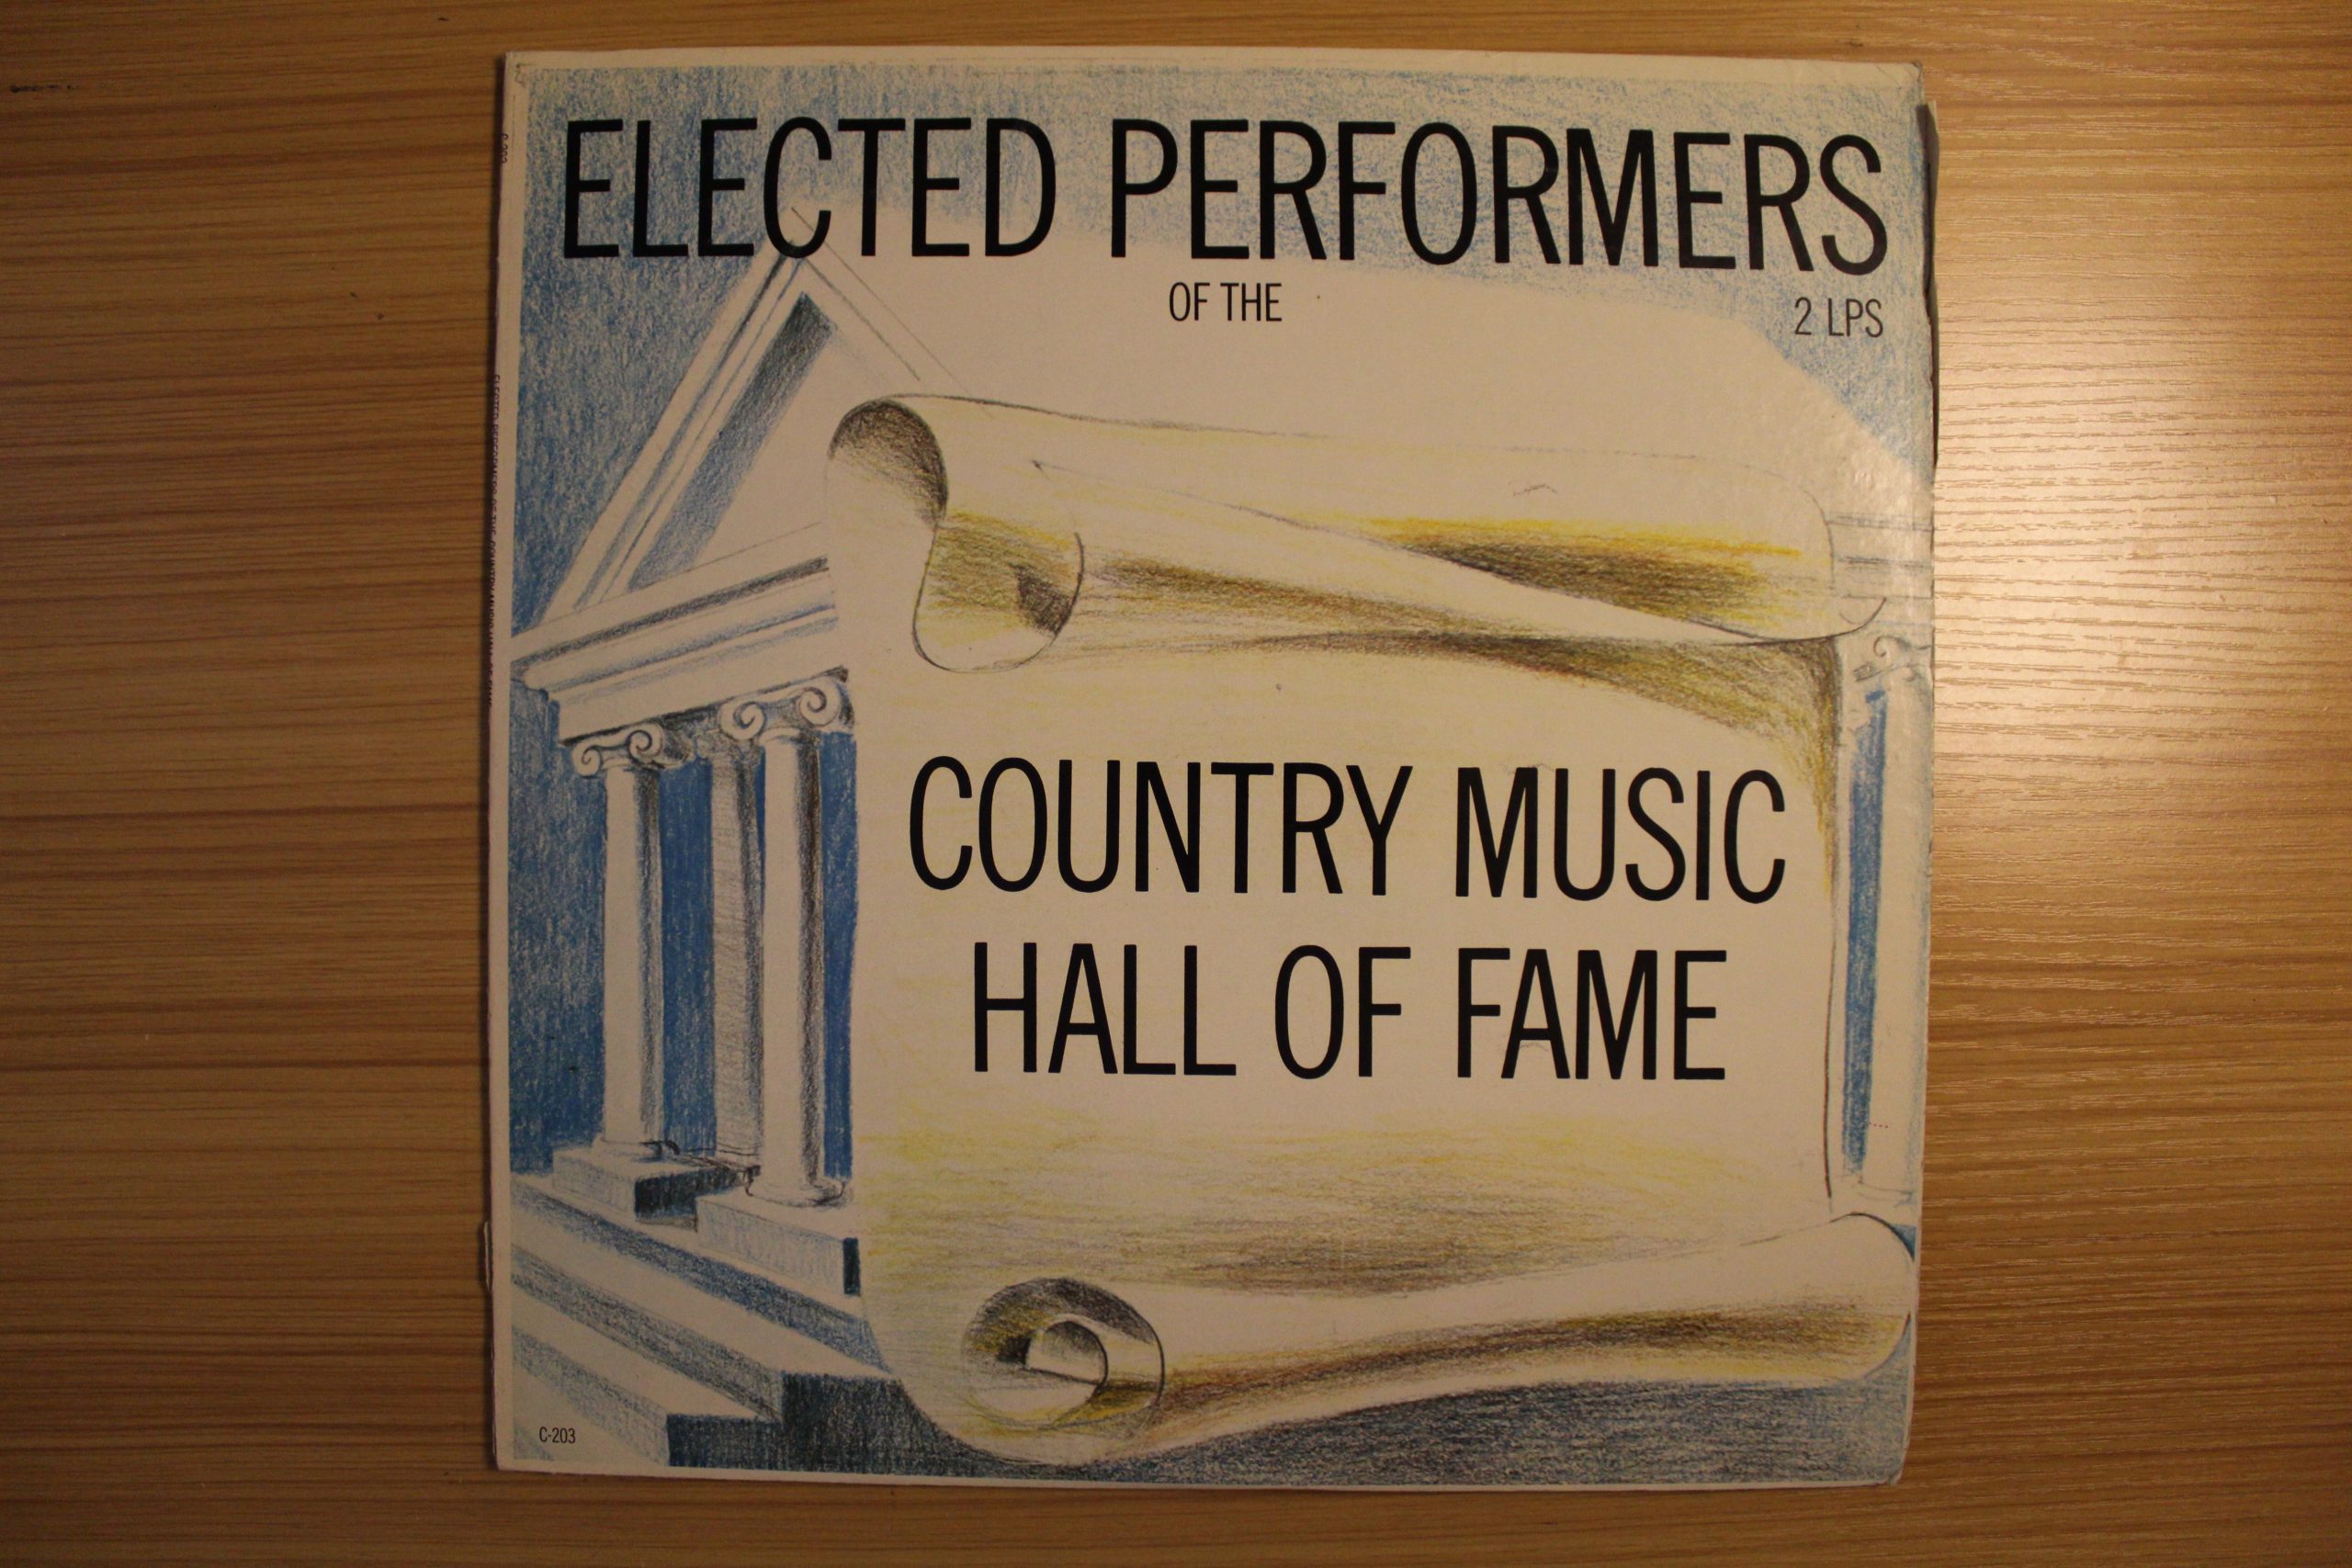 ELECTED PERFORMERS
OF THE
2 LPS
COUNTRY MUSIC
HALL OF FAME
C-203